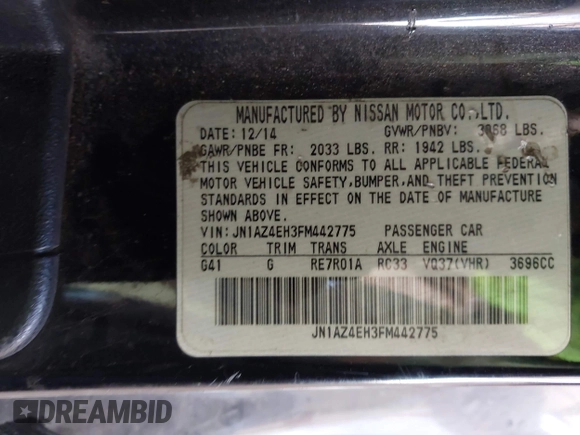 MANUFACTURED BY NISSAN MOTOR CO.,LTD.
DATE: 12/14 GVWR/PNBV: LBS.
GAWR/PNBE FR: 2033 LBS. RR: 1942 LBS.
THIS VEHICLE CONFORMS TO ALL APPLICABLE FEDERAL
MOTOR VEHICLE SAFETY, BUMPER, AND THEFT PREVENTION
STANDARDS IN EFFECT ON THE DATE OF MANUFACTURE
SHOWN ABOVE.
VIN: JN1AZ4EH3FM442775 PASSENGER CAR
COLOR TRIM TRANS AXLE ENGINE
G41 G RE7R01A RC33 VQ37(VHR) 3696CC
JN1AZ4EH3FM442775
DREAMBID